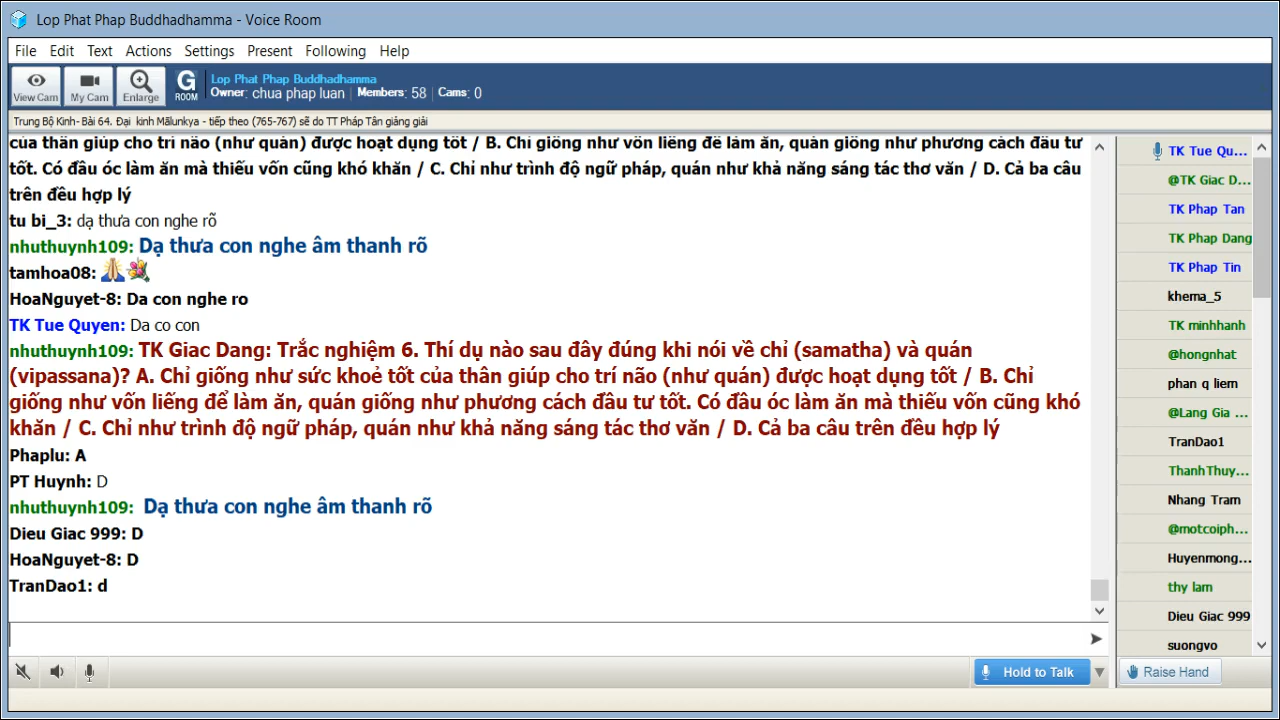 Lop Phat Phap Buddhadhamma - Voice Room
File Edit Text Actions Settings Present Following Help
View Cam My Cam Enlarge G ROOM
Lop Phat Phap Buddhadhamma
Owner: chua phap luan | Members: 58 | Cams: 0
Trung Bộ Kinh- Bài 64. Đại kinh Mālunkya - tiếp theo (765-767) sẽ do TT Pháp Tân giảng giải
của thân giúp cho trí não (như quán) được hoạt dụng tốt / B. Chỉ giống như vốn liếng để làm ăn, quán giống như phương cách đầu tư
tốt. Có đầu óc làm ăn mà thiếu vốn cũng khó khăn / C. Chỉ như trình độ ngữ pháp, quán như khả năng sáng tác thơ văn / D. Cả ba câu
trên đều hợp lý
tu bi_3: dạ thưa con nghe rõ
nhuthuynh109: Dạ thưa con nghe âm thanh rõ
tamhoa08:
HoaNguyet-8: Da con nghe ro
TK Tue Quyen: Da co con
nhuthuynh109: TK Giac Dang: Trắc nghiệm 6. Thí dụ nào sau đây đúng khi nói về chỉ (samatha) và quán
(vipassana)? A. Chỉ giống như sức khoẻ tốt của thân giúp cho trí não (như quán) được hoạt dụng tốt / B. Chỉ
giống như vốn liếng để làm ăn, quán giống như phương cách đầu tư tốt. Có đầu óc làm ăn mà thiếu vốn cũng khó
khăn / C. Chỉ như trình độ ngữ pháp, quán như khả năng sáng tác thơ văn / D. Cả ba câu trên đều hợp lý
Phaplu: A
PT Huynh: D
nhuthuynh109: Dạ thưa con nghe âm thanh rõ
Dieu Giac 999: D
HoaNguyet-8: D
TranDao1: d
TK Tue Qu...
@TK Giac D...
TK Phap Tan
TK Phap Dang
TK Phap Tin
khema_5
TK minhhanh
@hongnhat
phan q liem
@Lang Gia ...
TranDao1
ThanhThuy...
Nhang Tram
@motcoiph...
Huyenmong...
thy lam
Dieu Giac 999
suongvo
Hold to Talk
Raise Hand